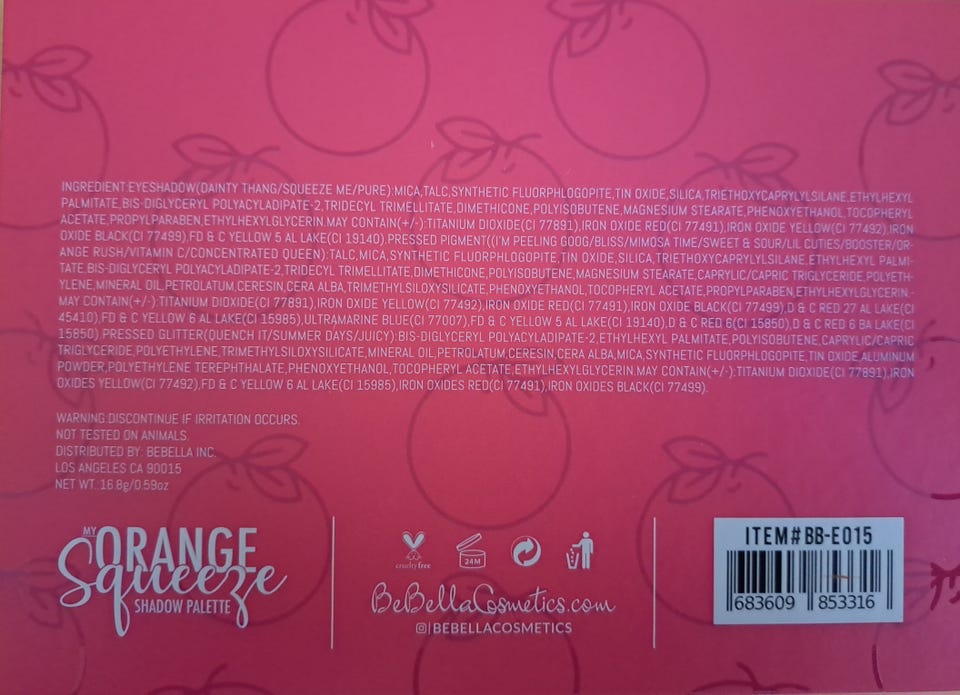 INGREDIENT:EYESHADOW(DAINTY THANG/SQUEEZE ME/PURE):MICA,TALC,SYNTHETIC FLUORPHLOGOPITE,TIN OXIDE,SILICA,TRIETHOXYCAPRYLYLSILANE,ETHYLHEXYL
PALMITATE,BIS-DIGLYCERYL POLYACYLADIPATE-2,TRIDECYL TRIMELLITATE,DIMETHICONE,POLYISOBUTENE,MAGNESIUM STEARATE,PHENOXYETHANOL,TOCOPHERYL
ACETATE,PROPYLPARABEN,ETHYLHEXYLGLYCERIN.MAY CONTAIN(+/-):TITANIUM DIOXIDE(CI 77891),IRON OXIDE RED(CI 77491),IRON OXIDE YELLOW(CI 77492),IRON
OXIDE BLACK(CI 77499),FD & C YELLOW 5 AL LAKE(CI 19140).PRESSED PIGMENT((I'M PEELING GOOG/BLISS/MIMOSA TIME/SWEET & SOUR/LIL CUTIES/BOOSTER/OR-
ANGE RUSH/VITAMIN C/CONCENTRATED QUEEN):TALC,MICA,SYNTHETIC FLUORPHLOGOPITE,TIN OXIDE,SILICA,TRIETHOXYCAPRYLYLSILANE,ETHYLHEXYL PALMI-
TATE,BIS-DIGLYCERYL POLYACYLADIPATE-2,TRIDECYL TRIMELLITATE,DIMETHICONE,POLYISOBUTENE,MAGNESIUM STEARATE,CAPRYLIC/CAPRIC TRIGLYCERIDE,POLYETH-
YLENE,MINERAL OIL,PETROLATUM,CERESIN,CERA ALBA,TRIMETHYLSILOXYSILICATE,PHENOXYETHANOL,TOCOPHERYL ACETATE,PROPYLPARABEN,ETHYLHEXYLGLYCERIN.-
MAY CONTAIN(+/-):TITANIUM DIOXIDE(CI 77891),IRON OXIDE YELLOW(CI 77492),IRON OXIDE RED(CI 77491),IRON OXIDE BLACK(CI 77499),D & C RED 27 AL LAKE(CI
45410),FD & C YELLOW 6 AL LAKE(CI 15985),ULTRAMARINE BLUE(CI 77007),FD & C YELLOW 5 AL LAKE(CI 19140),D & C RED 6(CI 15850),D & C RED 6 BA LAKE(CI
15850).PRESSED GLITTER(QUENCH IT/SUMMER DAYS/JUICY):BIS-DIGLYCERYL POLYACYLADIPATE-2,ETHYLHEXYL PALMITATE,POLYISOBUTENE,CAPRYLIC/CAPRIC
TRIGLYCERIDE,POLYETHYLENE,TRIMETHYLSILOXYSILICATE,MINERAL OIL,PETROLATUM,CERESIN,CERA ALBA,MICA,SYNTHETIC FLUORPHLOGOPITE,TIN OXIDE,ALUMINUM
POWDER,POLYETHYLENE TEREPHTHALATE,PHENOXYETHANOL,TOCOPHERYL ACETATE,ETHYLHEXYLGLYCERIN.MAY CONTAIN(+/-):TITANIUM DIOXIDE(CI 77891),IRON
OXIDES YELLOW(CI 77492),FD & C YELLOW 6 AL LAKE(CI 15985),IRON OXIDES RED(CI 77491),IRON OXIDES BLACK(CI 77499).
WARNING:DISCONTINUE IF IRRITATION OCCURS.
NOT TESTED ON ANIMALS.
DISTRIBUTED BY: BEBELLA INC.
LOS ANGELES CA 90015
NET WT. 16.8g/0.59oz
MY ORANGE
Squeeze
SHADOW PALETTE
cruelty free
24M
BeBellaCosmetics.com
BEBELLACOSMETICS
ITEM#BB-E015
683609 853316